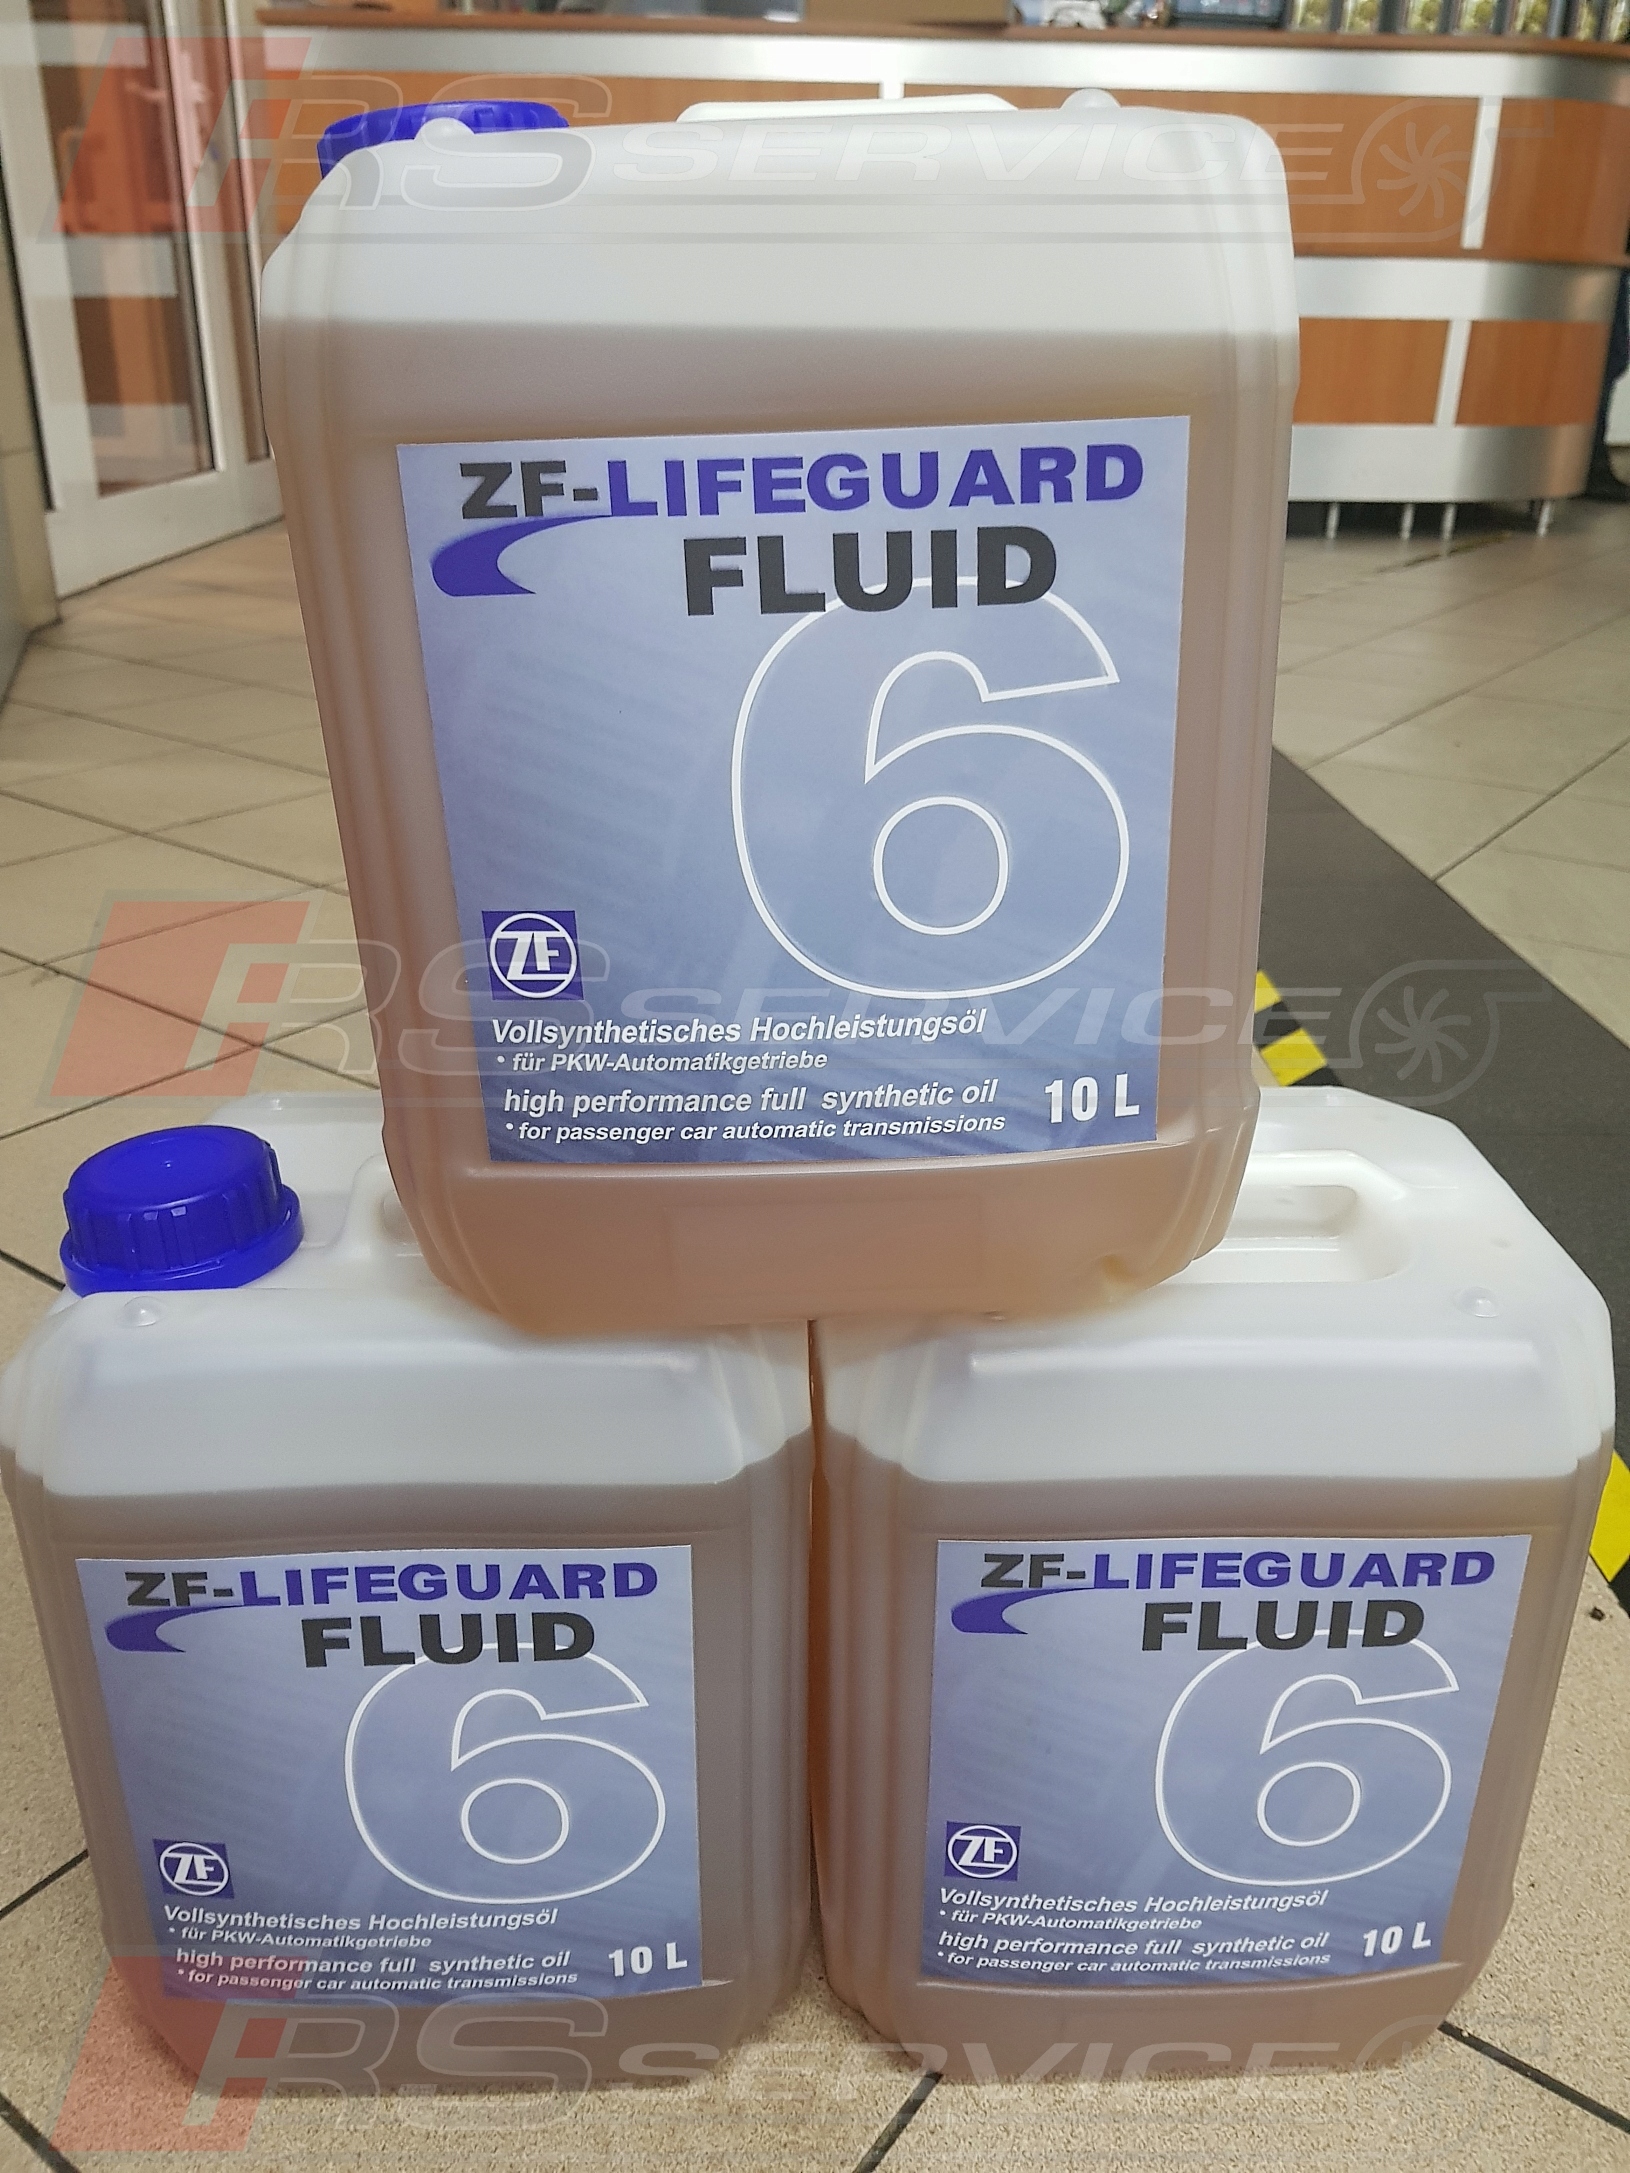 RS SERVICE
ZF-LIFEGUARD
FLUID
6
ZF
Vollsynthetisches Hochleistungsöl
• für PKW-Automatikgetriebe
high performance full synthetic oil
• for passenger car automatic transmissions
10 L
RS SERVICE
ZF-LIFEGUARD
FLUID
6
ZF
Vollsynthetisches Hochleistungsöl
• für PKW-Automatikgetriebe
high performance full synthetic oil
• for passenger car automatic transmissions
10 L
ZF-LIFEGUARD
FLUID
6
ZF
Vollsynthetisches Hochleistungsöl
• für PKW-Automatikgetriebe
high performance full synthetic oil
• for passenger car automatic transmissions
10 L
RS SERVICE